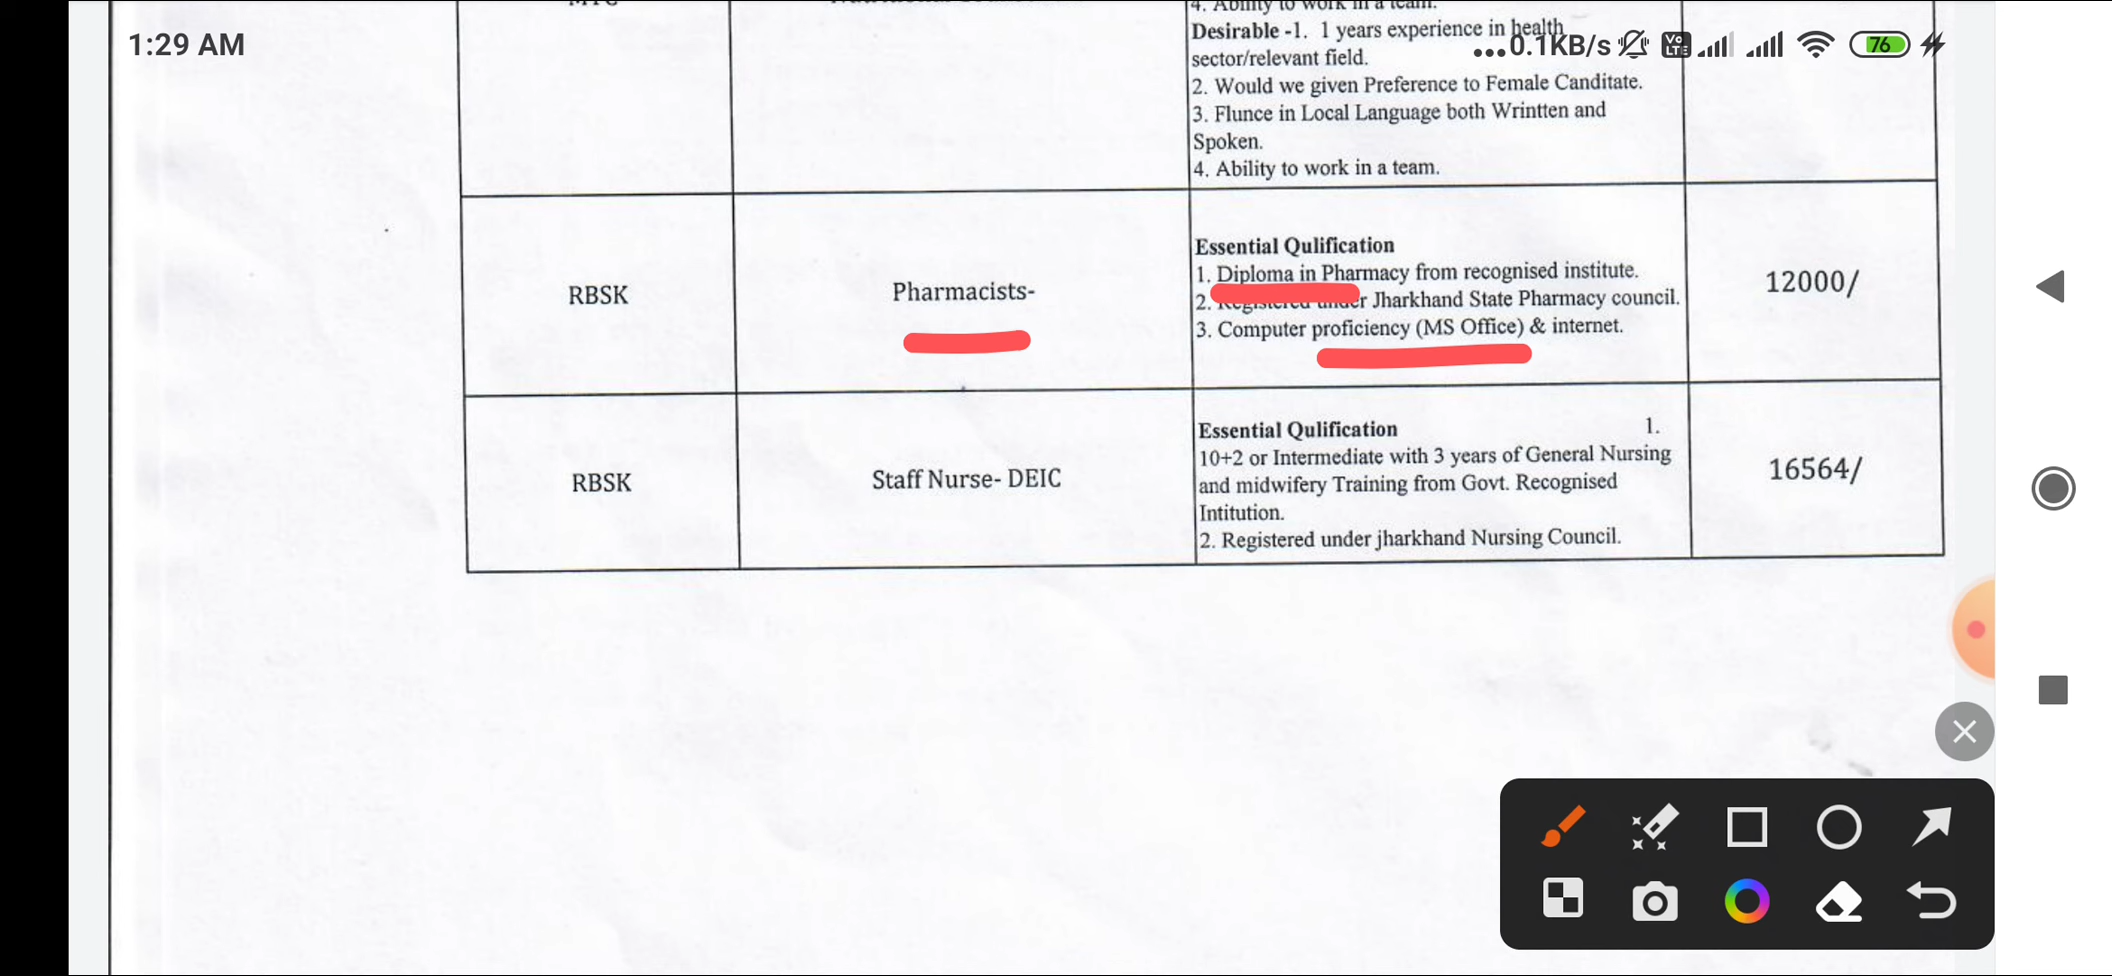 4. Ability to work in a team.
1:29 AM
Desirable -1. 1 years experience in health
...0.1KB/s
Vo LTE
76
sector/relevant field.
2. Would we given Preference to Female Canditate.
3. Flunce in Local Language both Wrintten and
Spoken.
4. Ability to work in a team.
RBSK
Pharmacists-
Essential Qulification
1. Diploma in Pharmacy from recognised institute.
2. Registered under Jharkhand State Pharmacy council.
3. Computer proficiency (MS Office) & internet.
12000/
RBSK
Staff Nurse- DEIC
Essential Qulification 1.
10+2 or Intermediate with 3 years of General Nursing
and midwifery Training from Govt. Recognised
Intitution.
2. Registered under jharkhand Nursing Council.
16564/